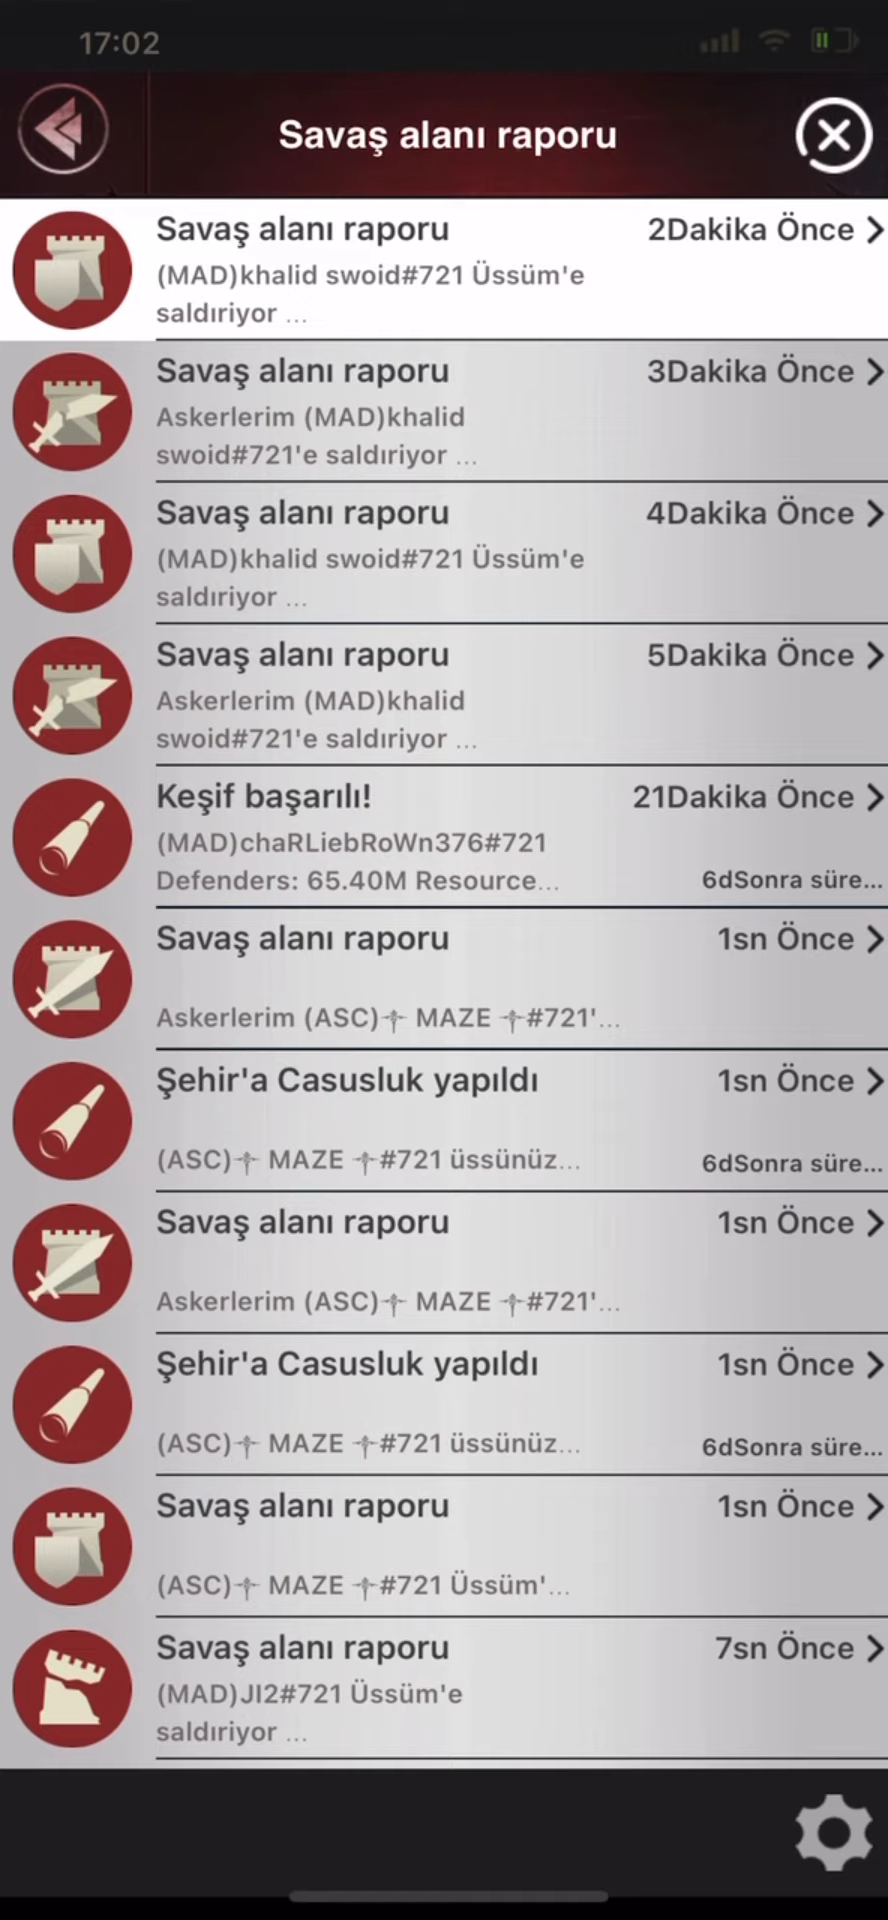 17:02
Savaş alanı raporu
Savaş alanı raporu 2Dakika Önce
(MAD)khalid swoid#721 Üssüm'e
saldırıyor ...
Savaş alanı raporu 3Dakika Önce
Askerlerim (MAD)khalid
swoid#721'e saldırıyor ...
Savaş alanı raporu 4Dakika Önce
(MAD)khalid swoid#721 Üssüm'e
saldırıyor ...
Savaş alanı raporu 5Dakika Önce
Askerlerim (MAD)khalid
swoid#721'e saldırıyor ...
Keşif başarılı! 21Dakika Önce
(MAD)chaRLiebRoWn376#721
Defenders: 65.40M Resource... 6dSonra süre...
Savaş alanı raporu 1sn Önce
Askerlerim (ASC)⸸ MAZE ⸸#721'...
Şehir'a Casusluk yapıldı 1sn Önce
(ASC)⸸ MAZE ⸸#721 üssünüz... 6dSonra süre...
Savaş alanı raporu 1sn Önce
Askerlerim (ASC)⸸ MAZE ⸸#721'...
Şehir'a Casusluk yapıldı 1sn Önce
(ASC)⸸ MAZE ⸸#721 üssünüz... 6dSonra süre...
Savaş alanı raporu 1sn Önce
(ASC)⸸ MAZE ⸸#721 Üssüm'...
Savaş alanı raporu 7sn Önce
(MAD)JI2#721 Üssüm'e
saldırıyor ...